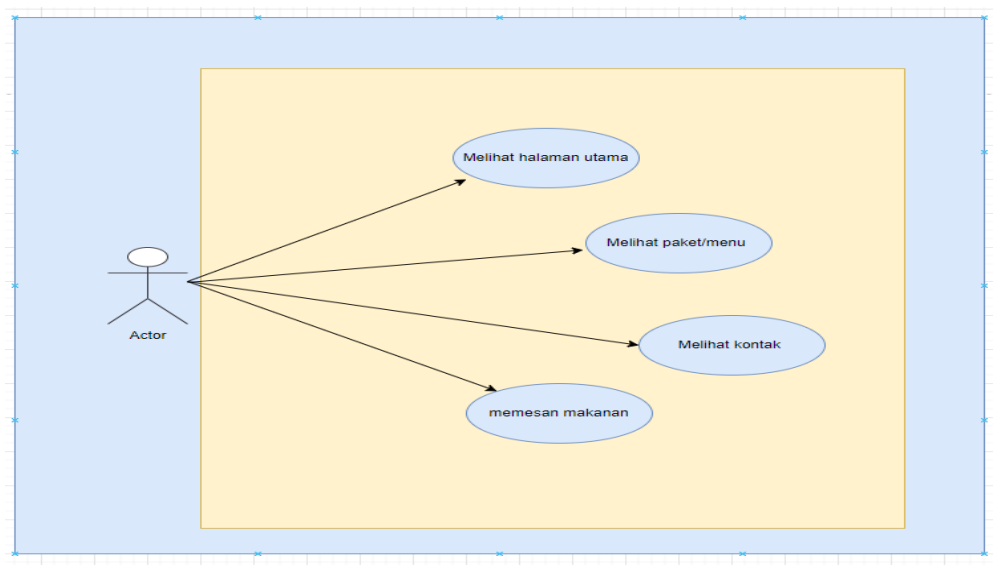 Melihat halaman utama
Melihat paket/menu
Actor
Melihat kontak
memesan makanan